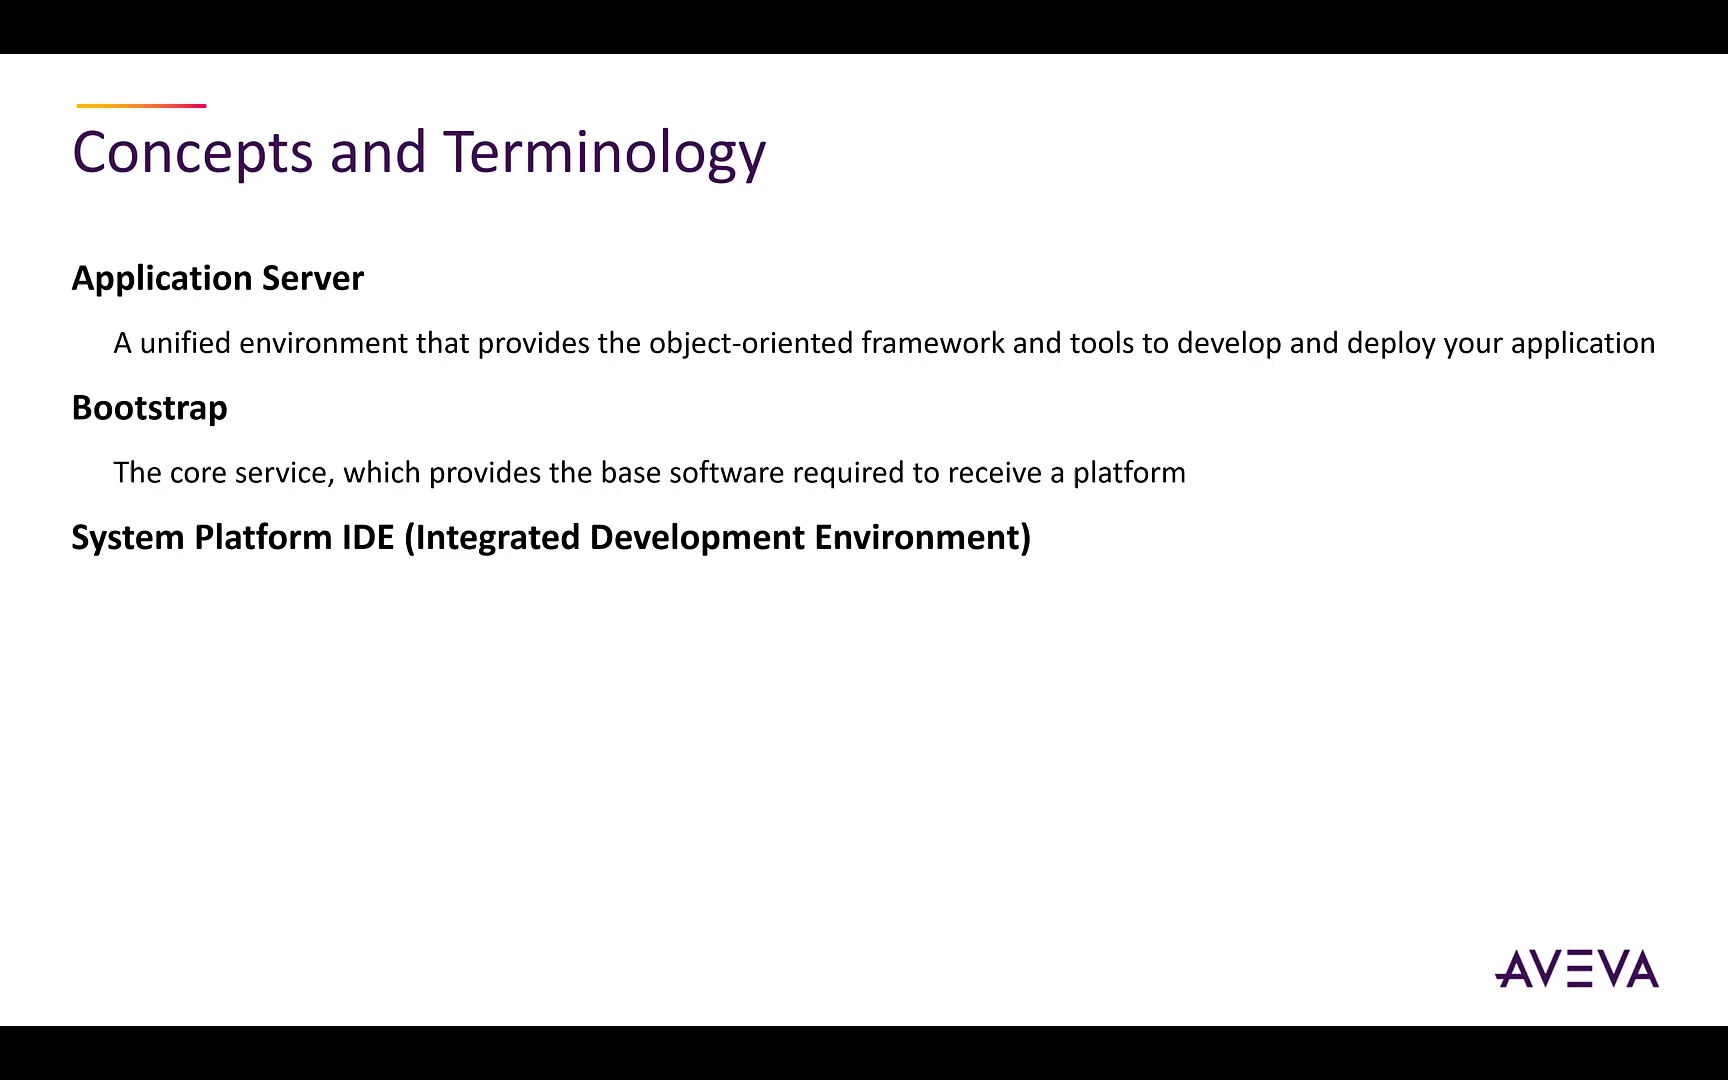 Concepts and Terminology
Application Server
A unified environment that provides the object-oriented framework and tools to develop and deploy your application
Bootstrap
The core service, which provides the base software required to receive a platform
System Platform IDE (Integrated Development Environment)
AVEVA